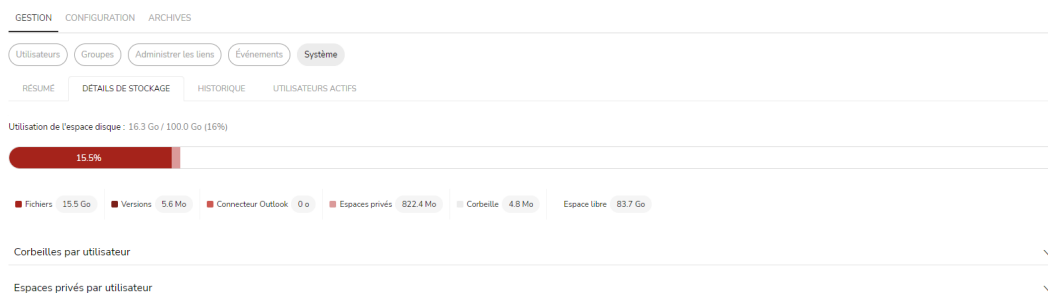 GESTION CONFIGURATION ARCHIVES
Utilisateurs Groupes Administrer les liens Événements Système
RÉSUMÉ DÉTAILS DE STOCKAGE HISTORIQUE UTILISATEURS ACTIFS
Utilisation de l'espace disque : 16.3 Go / 100.0 Go (16%)
15.5%
Fichiers 15.5 Go Versions 5.6 Mo Connecteur Outlook 0 o Espaces privés 822.4 Mo Corbeille 4.8 Mo Espace libre 83.7 Go
Corbeilles par utilisateur
Espaces privés par utilisateur